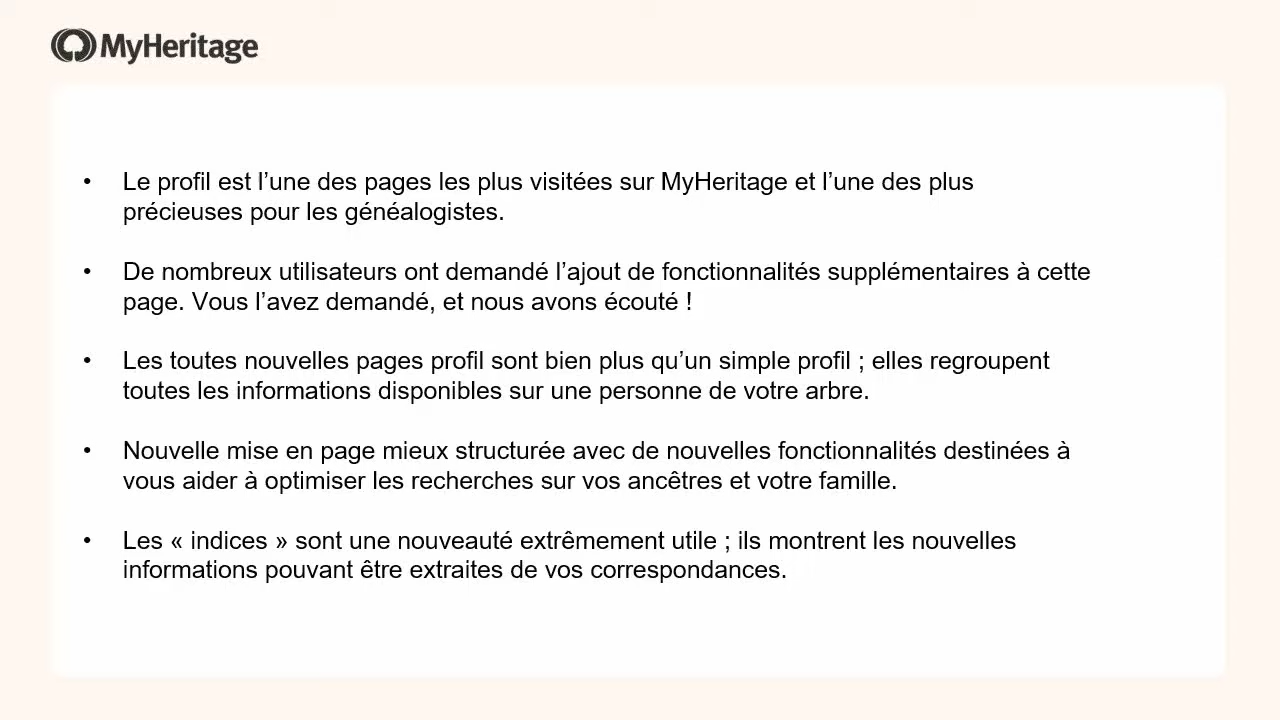 MyHeritage
• Le profil est l’une des pages les plus visitées sur MyHeritage et l’une des plus
précieuses pour les généalogistes.
• De nombreux utilisateurs ont demandé l’ajout de fonctionnalités supplémentaires à cette
page. Vous l’avez demandé, et nous avons écouté !
• Les toutes nouvelles pages profil sont bien plus qu’un simple profil ; elles regroupent
toutes les informations disponibles sur une personne de votre arbre.
• Nouvelle mise en page mieux structurée avec de nouvelles fonctionnalités destinées à
vous aider à optimiser les recherches sur vos ancêtres et votre famille.
• Les « indices » sont une nouveauté extrêmement utile ; ils montrent les nouvelles
informations pouvant être extraites de vos correspondances.